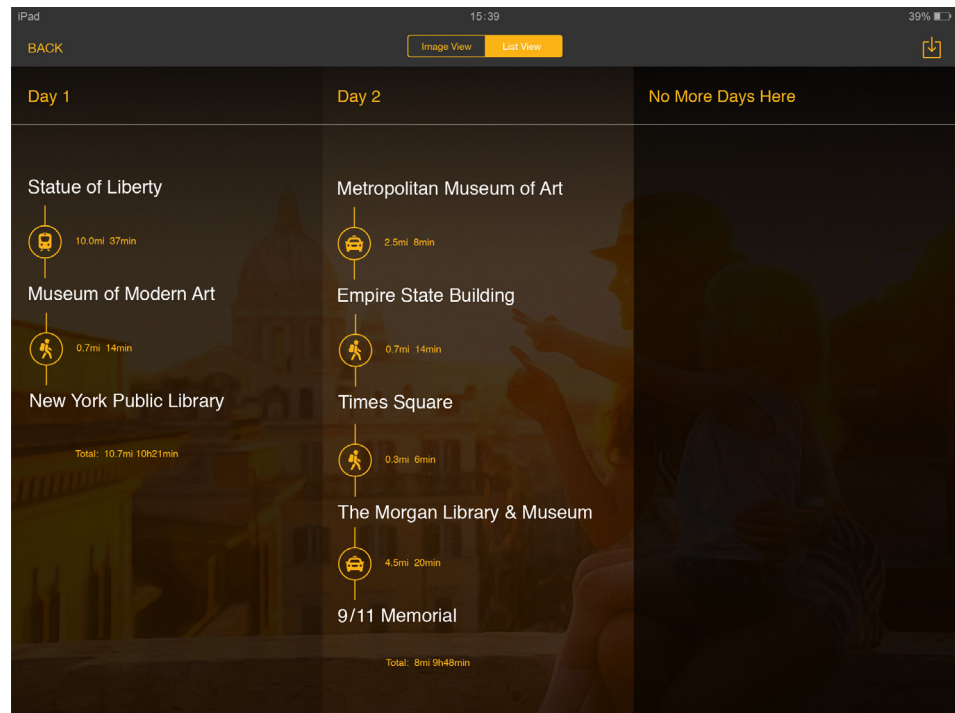 iPad 15:39 39%
BACK Image View List View
Day 1 Day 2 No More Days Here
Statue of Liberty
10.0mi 37min
Museum of Modern Art
0.7mi 14min
New York Public Library
Total: 10.7mi 10h21min
Metropolitan Museum of Art
2.5mi 8min
Empire State Building
0.7mi 14min
Times Square
0.3mi 6min
The Morgan Library & Museum
4.5mi 20min
9/11 Memorial
Total: 8mi 9h48min